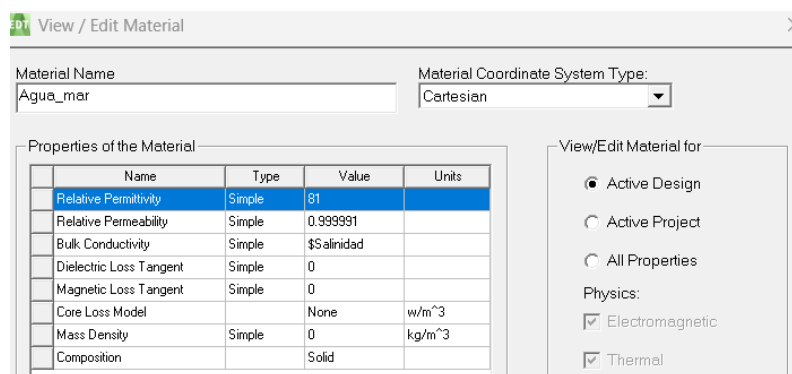 EDT View / Edit Material
Material Name
Agua_mar
Material Coordinate System Type:
Cartesian
Properties of the Material
Name Type Value Units
Relative Permittivity Simple 81
Relative Permeability Simple 0.999991
Bulk Conductivity Simple $Salinidad
Dielectric Loss Tangent Simple 0
Magnetic Loss Tangent Simple 0
Core Loss Model None w/m^3
Mass Density Simple 0 kg/m^3
Composition Solid
View/Edit Material for
Active Design
Active Project
All Properties
Physics:
Electromagnetic
Thermal